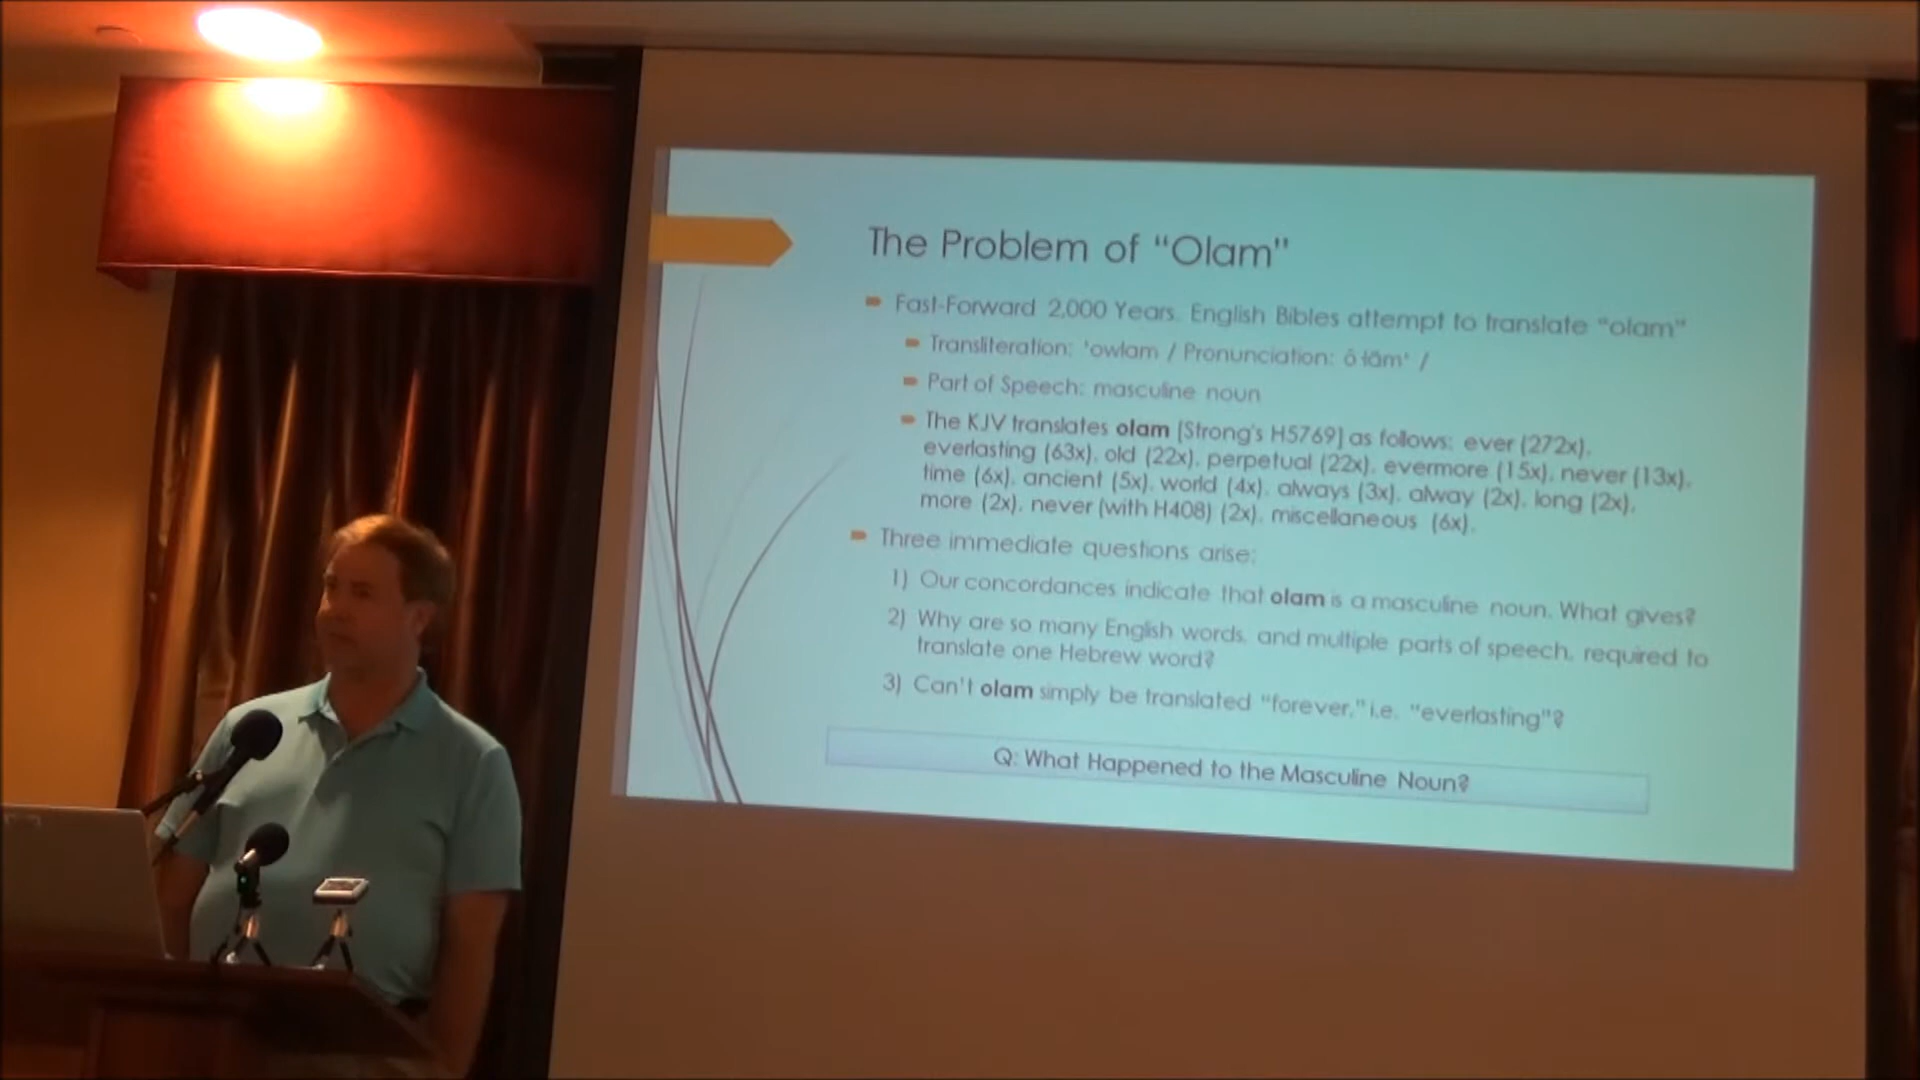 The Problem of “Olam”
Fast-Forward 2,000 Years. English Bibles attempt to translate “olam”
Transliteration: 'owlam / Pronunciation: ō·läm' /
Part of Speech: masculine noun
The KJV translates olam [Strong's H5769] as follows: ever (272x),
everlasting (63x), old (22x), perpetual (22x), evermore (15x), never (13x),
time (6x), ancient (5x), world (4x), always (3x), alway (2x), long (2x),
more (2x), never (with H408) (2x), miscellaneous (6x).
Three immediate questions arise:
1) Our concordances indicate that olam is a masculine noun. What gives?
2) Why are so many English words, and multiple parts of speech, required to
translate one Hebrew word?
3) Can't olam simply be translated “forever,” i.e. “everlasting”?
Q: What Happened to the Masculine Noun?